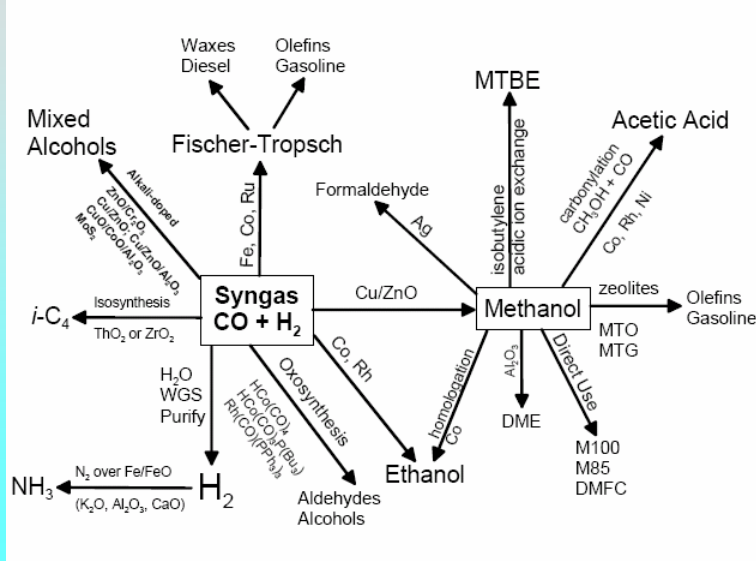 Waxes
Diesel
Olefins
Gasoline
Mixed
Alcohols
Fischer-Tropsch
MTBE
Acetic Acid
Formaldehyde
Alkali-doped
ZnO/Cr₂O₃
Cu/ZnO; Cu/ZnO/Al₂O₃
CuO/CoO/Al₂O₃
MoS₂
Fe, Co, Ru
Ag
isobutylene
acidic ion exchange
carbonylation
CH₃OH + CO
Co, Rh, Ni
i-C₄
Isosynthesis
ThO₂ or ZrO₂
Syngas
CO + H₂
Cu/ZnO
Methanol
zeolites
MTO
MTG
Olefins
Gasoline
H₂O
WGS
Purify
Oxosynthesis
HCo(CO)₄
HCo(CO)₃P(Bu₃)
Rh(CO)(PPh₃)₃
Co, Rh
homologation
Co
Al₂O₃
Direct Use
DME
M100
M85
DMFC
Ethanol
NH₃
N₂ over Fe/FeO
(K₂O, Al₂O₃, CaO)
H₂
Aldehydes
Alcohols